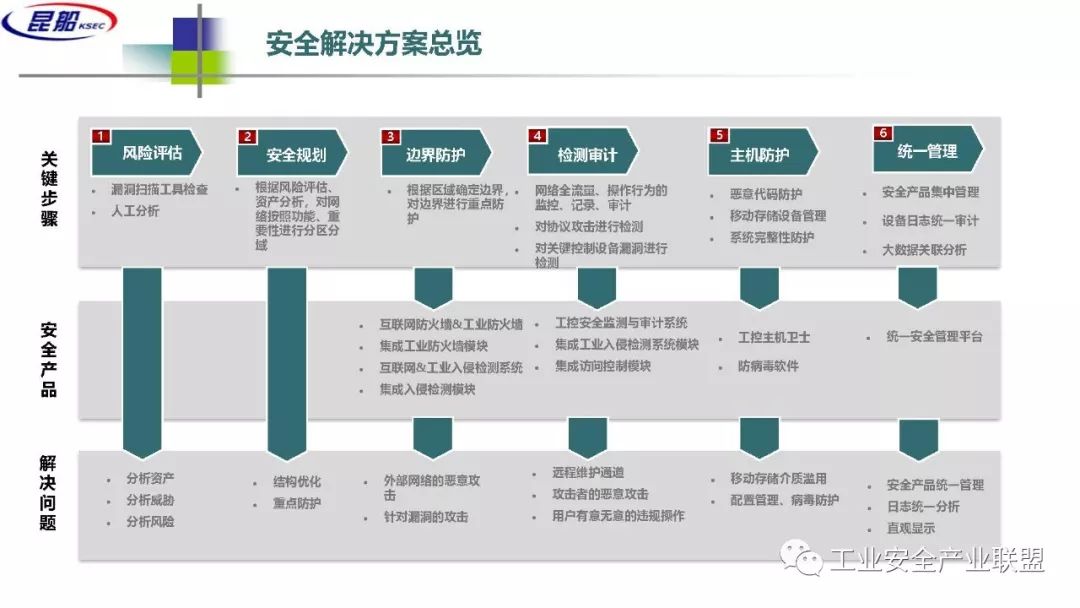 昆船 KSEC
安全解决方案总览
关键步骤
1 风险评估
• 漏洞扫描工具检查
• 人工分析
2 安全规划
• 根据风险评估、
资产分析，对网
络按照功能、重
要性进行分区分
域
3 边界防护
• 根据区域确定边界，
对边界进行重点防
护
4 检测审计
• 网络全流量、操作行为的
监控、记录、审计
• 对协议攻击进行检测
• 对关键控制设备漏洞进行
检测
5 主机防护
• 恶意代码防护
• 移动存储设备管理
• 系统完整性防护
6 统一管理
• 安全产品集中管理
• 设备日志统一审计
• 大数据关联分析
安全产品
• 互联网防火墙&工业防火墙
• 集成工业防火墙模块
• 互联网&工业入侵检测系统
• 集成入侵检测模块
• 工控安全监测与审计系统
• 集成工业入侵检测系统模块
• 集成访问控制模块
• 工控主机卫士
• 防病毒软件
• 统一安全管理平台
解决问题
• 分析资产
• 分析威胁
• 分析风险
• 结构优化
• 重点防护
• 外部网络的恶意攻
击
• 针对漏洞的攻击
• 远程维护通道
• 攻击者的恶意攻击
• 用户有意无意的违规操作
• 移动存储介质滥用
• 配置管理、病毒防护
• 安全产品统一管理
• 日志统一分析
• 直观显示
工业安全产业联盟